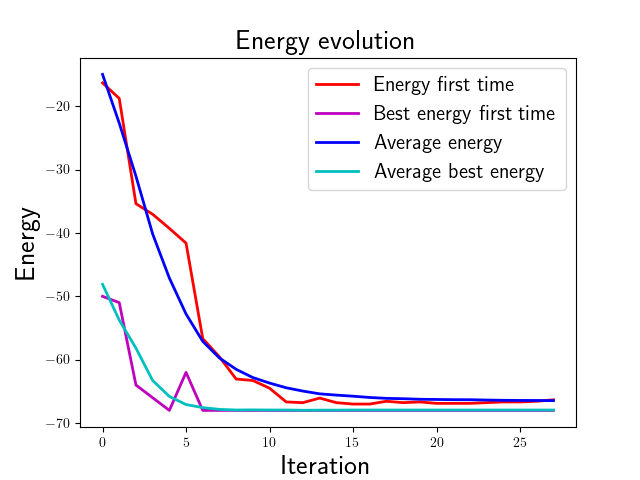 Energy evolution
Energy first time
Best energy first time
Average energy
Average best energy
Energy
−20
−30
−40
−50
−60
−70
0 5 10 15 20 25
Iteration